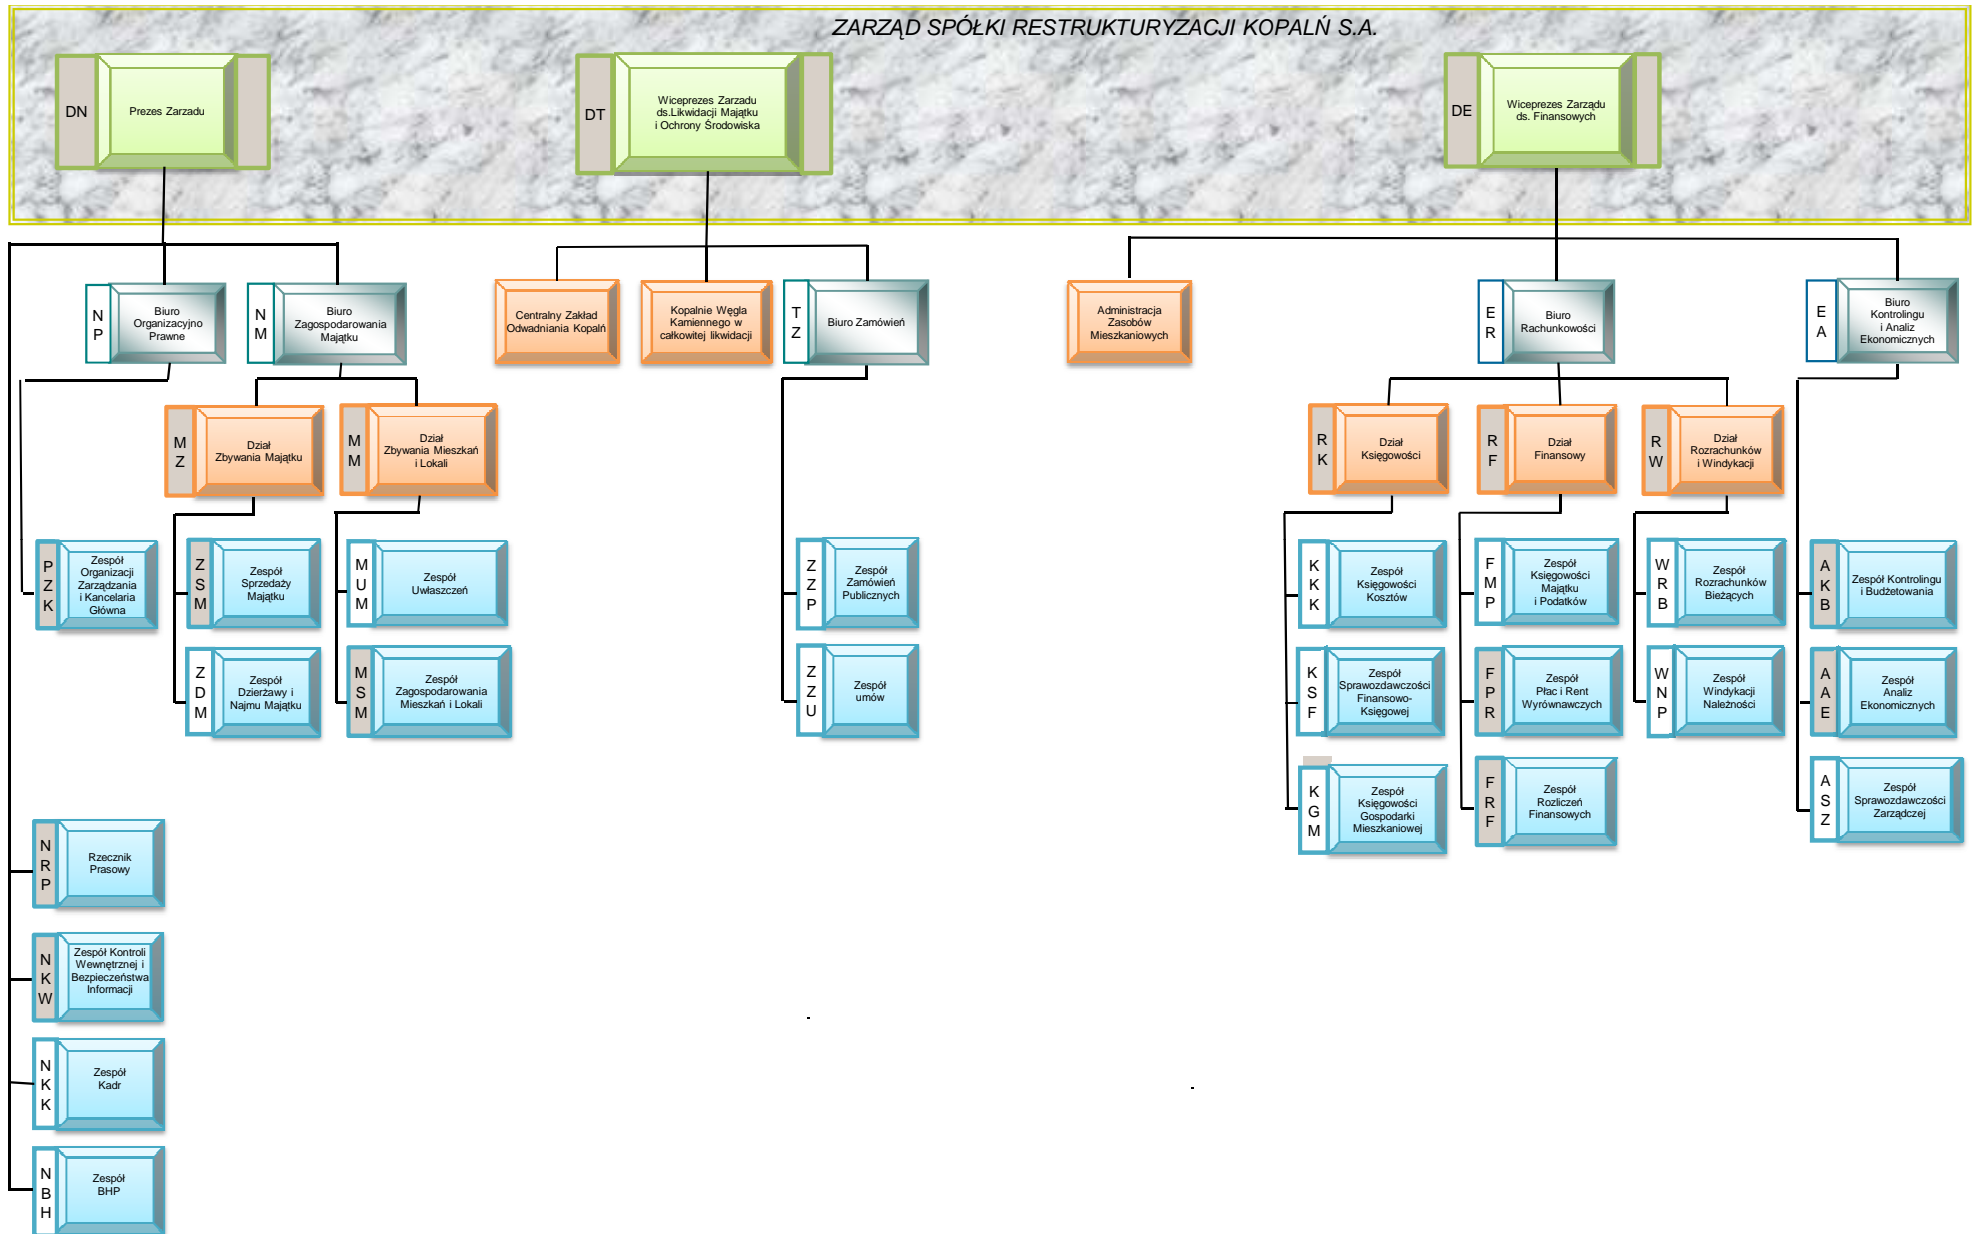 ZARZĄD SPÓŁKI RESTRUKTURYZACJI KOPALŃ S.A.
DN
Prezes Zarzadu
DT
Wiceprezes Zarzadu
ds.Likwidacji Majątku
i Ochrony Środowiska
DE
Wiceprezes Zarządu
ds. Finansowych
N
P
Biuro
Organizacyjno
Prawne
N
M
Biuro
Zagospodarowania
Majątku
Centralny Zakład
Odwadniania Kopalń
Kopalnie Węgla
Kamiennego w
całkowitej likwidacji
T
Z
Biuro Zamówień
Administracja
Zasobów
Mieszkaniowych
E
R
Biuro
Rachunkowości
E
A
Biuro
Kontrolingu
i Analiz
Ekonomicznych
M
Z
Dział
Zbywania Majątku
M
M
Dział
Zbywania Mieszkań
i Lokali
R
K
Dział
Księgowości
R
F
Dział
Finansowy
R
W
Dział
Rozrachunków
i Windykacji
P
Z
K
Zespół
Organizacji
Zarządzania
i Kancelaria
Główna
Z
S
M
Zespół
Sprzedaży
Majątku
M
U
M
Zespół
Uwłaszczeń
Z
Z
P
Zespół
Zamówień
Publicznych
K
K
K
Zespół
Księgowości
Kosztów
F
M
P
Zespół
Księgowości
Majątku
i Podatków
W
R
B
Zespół
Rozrachunków
Bieżących
A
K
B
Zespół Kontrolingu
i Budżetowania
Z
D
M
Zespół
Dzierżawy i
Najmu Majątku
M
S
M
Zespół
Zagospodarowania
Mieszkań i Lokali
Z
Z
U
Zespół
umów
K
S
F
Zespół
Sprawozdawczości
Finansowo-
Księgowej
F
P
R
Zespół
Płac i Rent
Wyrównawczych
W
N
P
Zespół
Windykacji
Należności
A
A
E
Zespół
Analiz
Ekonomicznych
K
G
M
Zespół
Księgowości
Gospodarki
Mieszkaniowej
F
R
F
Zespół
Rozliczeń
Finansowych
A
S
Z
Zespół
Sprawozdawczości
Zarządczej
N
R
P
Rzecznik
Prasowy
N
K
W
Zespół Kontroli
Wewnętrznej i
Bezpieczeństwa
Informacji
N
K
K
Zespół
Kadr
N
B
H
Zespół
BHP